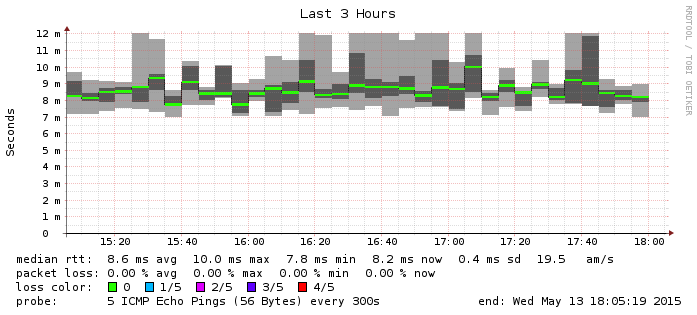 Last 3 Hours
RRDTOOL / TOBI OETIKER
Seconds
12 m
11 m
10 m
9 m
8 m
7 m
6 m
5 m
4 m
3 m
2 m
1 m
0
15:20 15:40 16:00 16:20 16:40 17:00 17:20 17:40 18:00
median rtt: 8.6 ms avg 10.0 ms max 7.8 ms min 8.2 ms now 0.4 ms sd 19.5 am/s
packet loss: 0.00 % avg 0.00 % max 0.00 % min 0.00 % now
loss color: 0 1/5 2/5 3/5 4/5
probe: 5 ICMP Echo Pings (56 Bytes) every 300s end: Wed May 13 18:05:19 2015